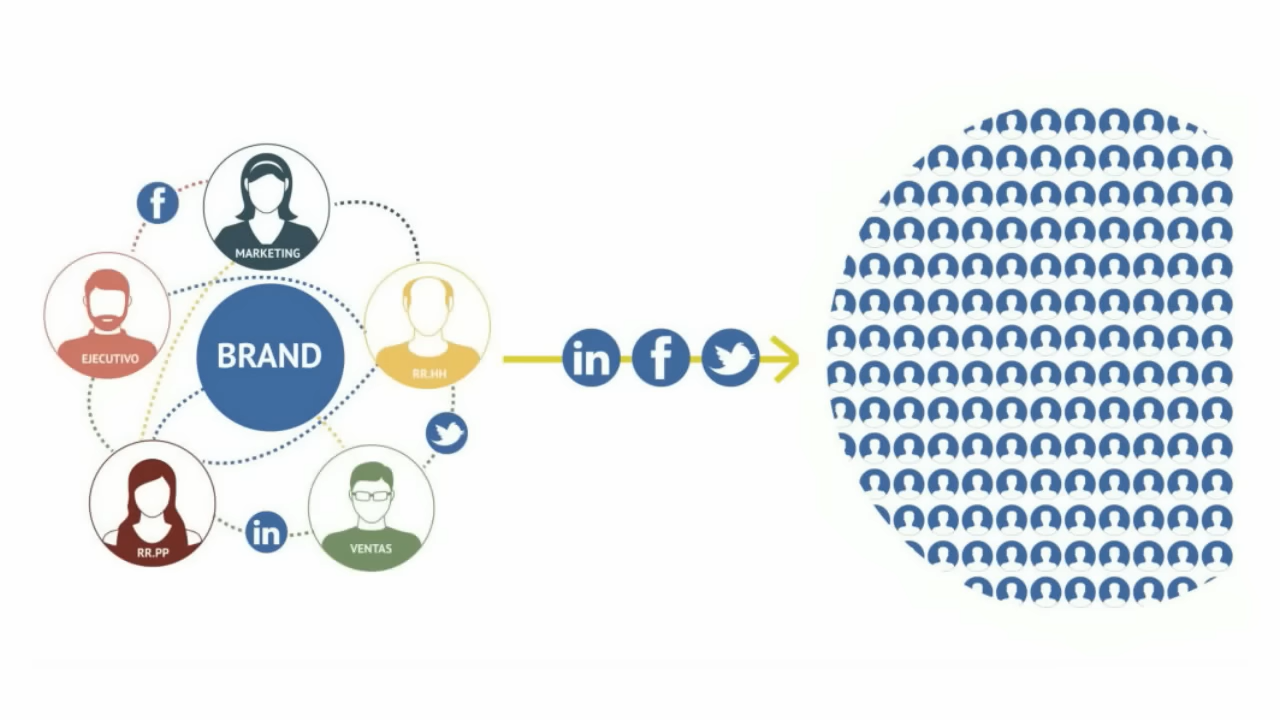 MARKETING
EJECUTIVO
BRAND
RR.HH
RR.PP
VENTAS